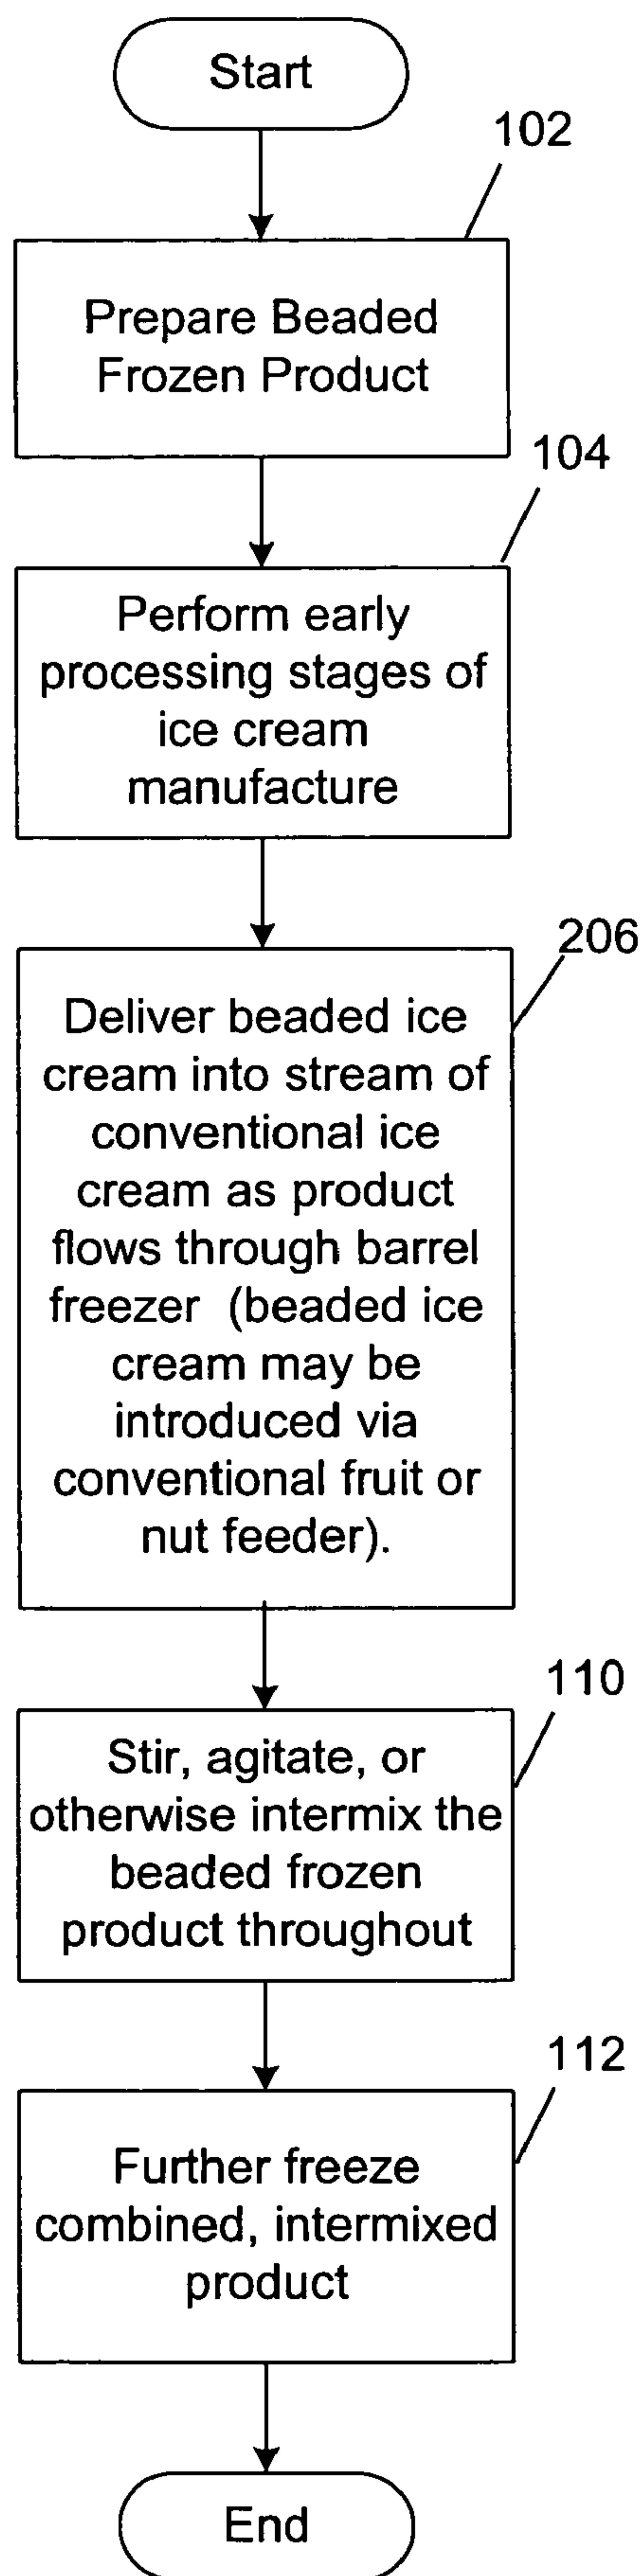 Start
102
Prepare Beaded
Frozen Product
104
Perform early
processing stages of
ice cream
manufacture
206
Deliver beaded ice
cream into stream of
conventional ice
cream as product
flows through barrel
freezer (beaded ice
cream may be
introduced via
conventional fruit or
nut feeder).
110
Stir, agitate, or
otherwise intermix the
beaded frozen
product throughout
112
Further freeze
combined, intermixed
product
End